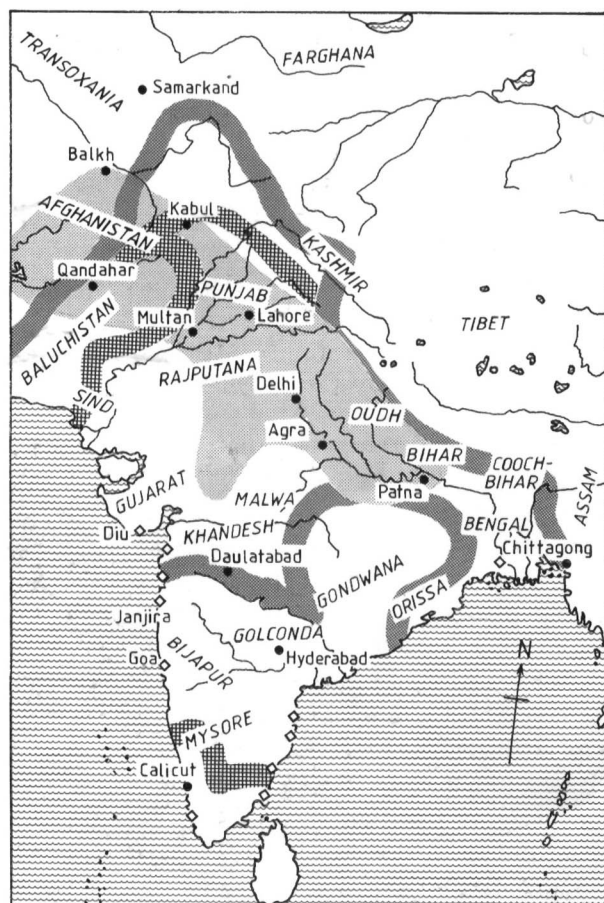 TRANSOXANIA
FARGHANA
Samarkand
Balkh
AFGHANISTAN
Kabul
KASHMIR
Qandahar
PUNJAB
Multan
Lahore
TIBET
BALUCHISTAN
RAJPUTANA
SIND
Delhi
OUDH
Agra
BIHAR
COOCH-
BIHAR
ASSAM
Patna
GUJARAT
MALWA
BENGAL
Diu
KHANDESH
Chittagong
Daulatabad
GONDWANA
ORISSA
Janjira
GOLCONDA
BIJAPUR
Goa
Hyderabad
N
MYSORE
Calicut